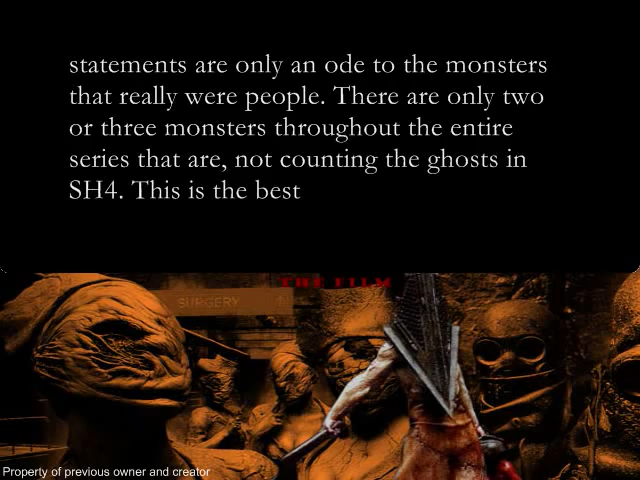 statements are only an ode to the monsters
that really were people. There are only two
or three monsters throughout the entire
series that are, not counting the ghosts in
SH4. This is the best
THE FILM
SURGERY
Property of previous owner and creator